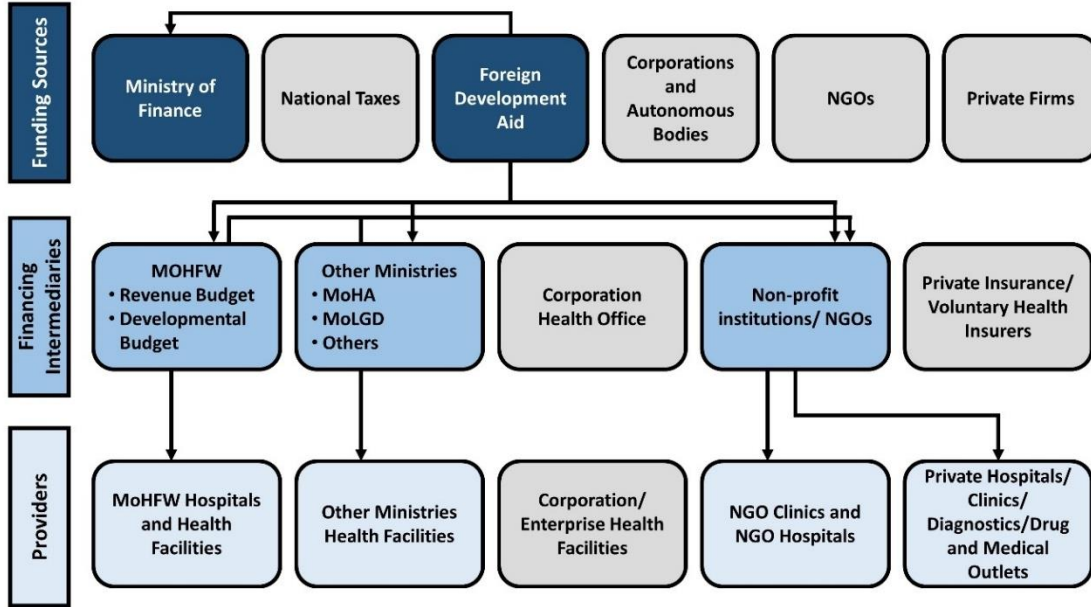 Funding Sources
Ministry of
Finance
National Taxes
Foreign
Development
Aid
Corporations
and
Autonomous
Bodies
NGOs
Private Firms
Financing
Intermediaries
MOHFW
• Revenue Budget
• Developmental
Budget
Other Ministries
• MoHA
• MoLGD
• Others
Corporation
Health Office
Non-profit
institutions/ NGOs
Private Insurance/
Voluntary Health
Insurers
Providers
MoHFW Hospitals
and Health
Facilities
Other Ministries
Health Facilities
Corporation/
Enterprise Health
Facilities
NGO Clinics and
NGO Hospitals
Private Hospitals/
Clinics/
Diagnostics/Drug
and Medical
Outlets